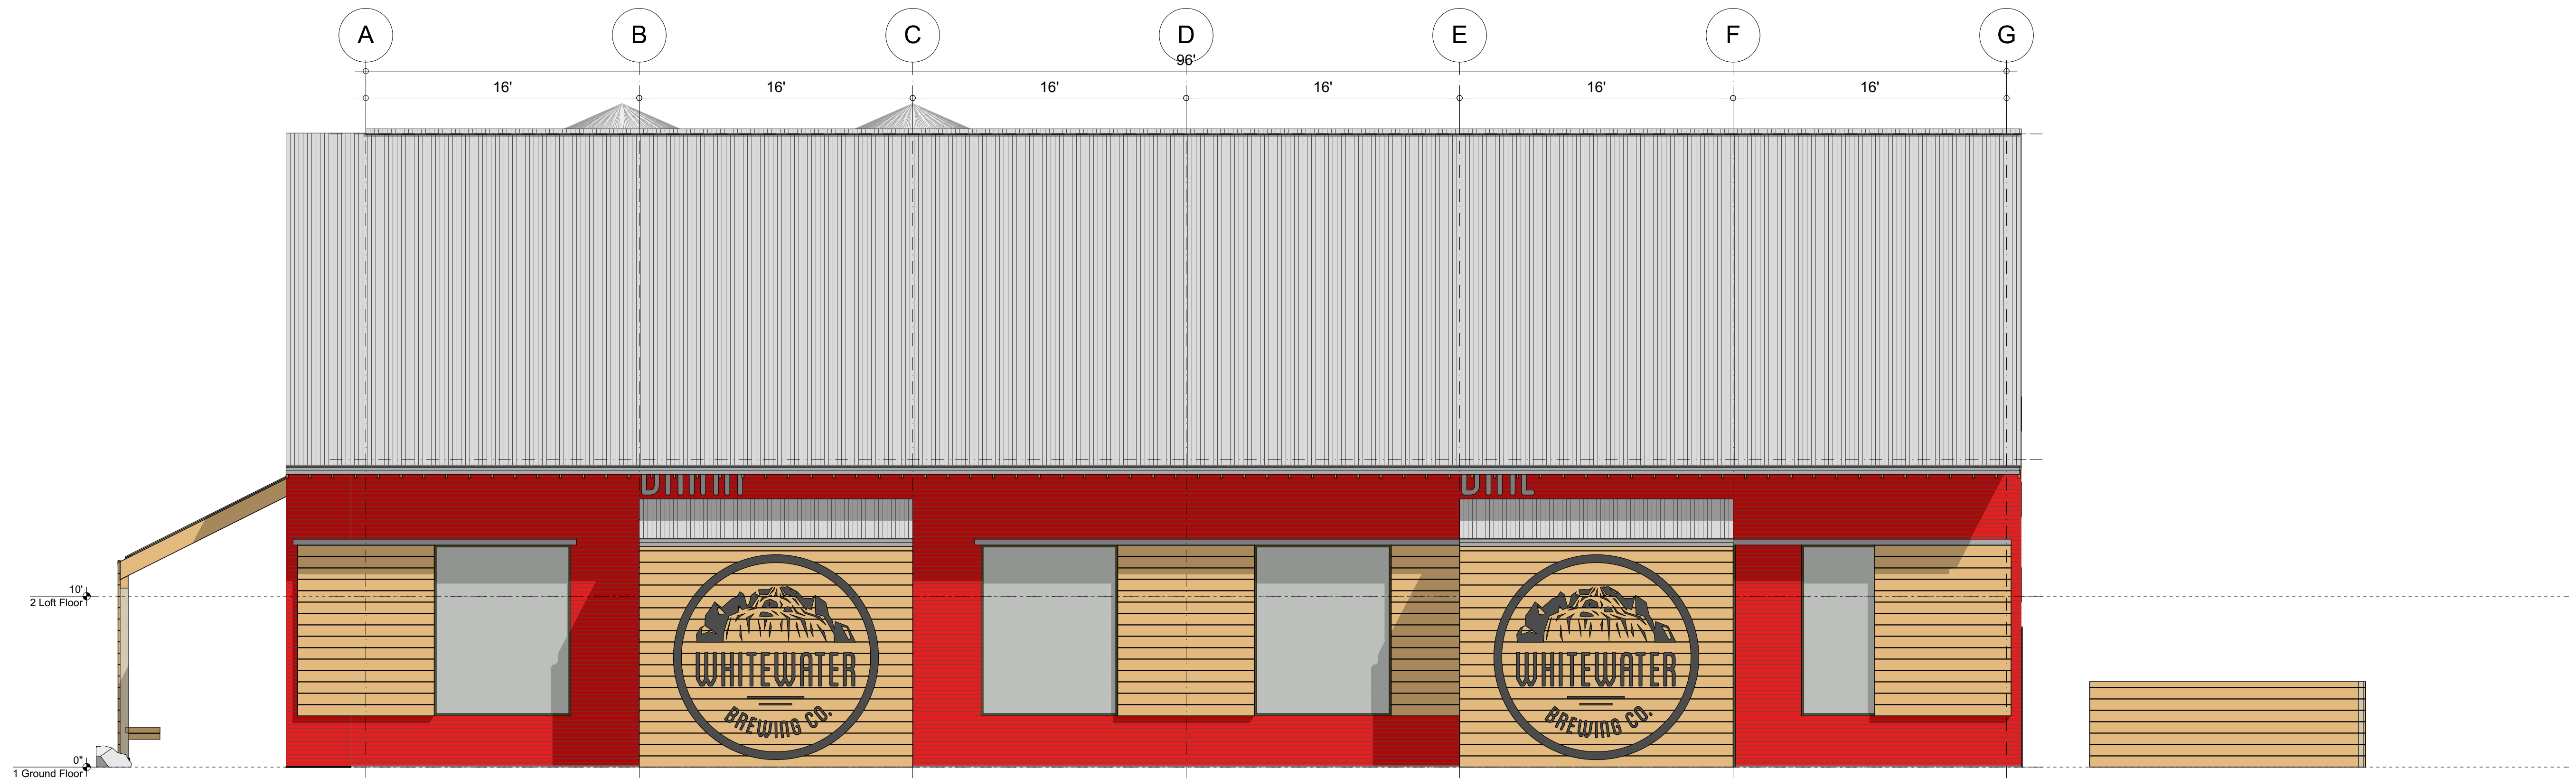 A B C D E F G
96'
16' 16' 16' 16' 16' 16'
10'
2 Loft Floor
WHITEWATER
BREWING CO.
WHITEWATER
BREWING CO.
0"
1 Ground Floor